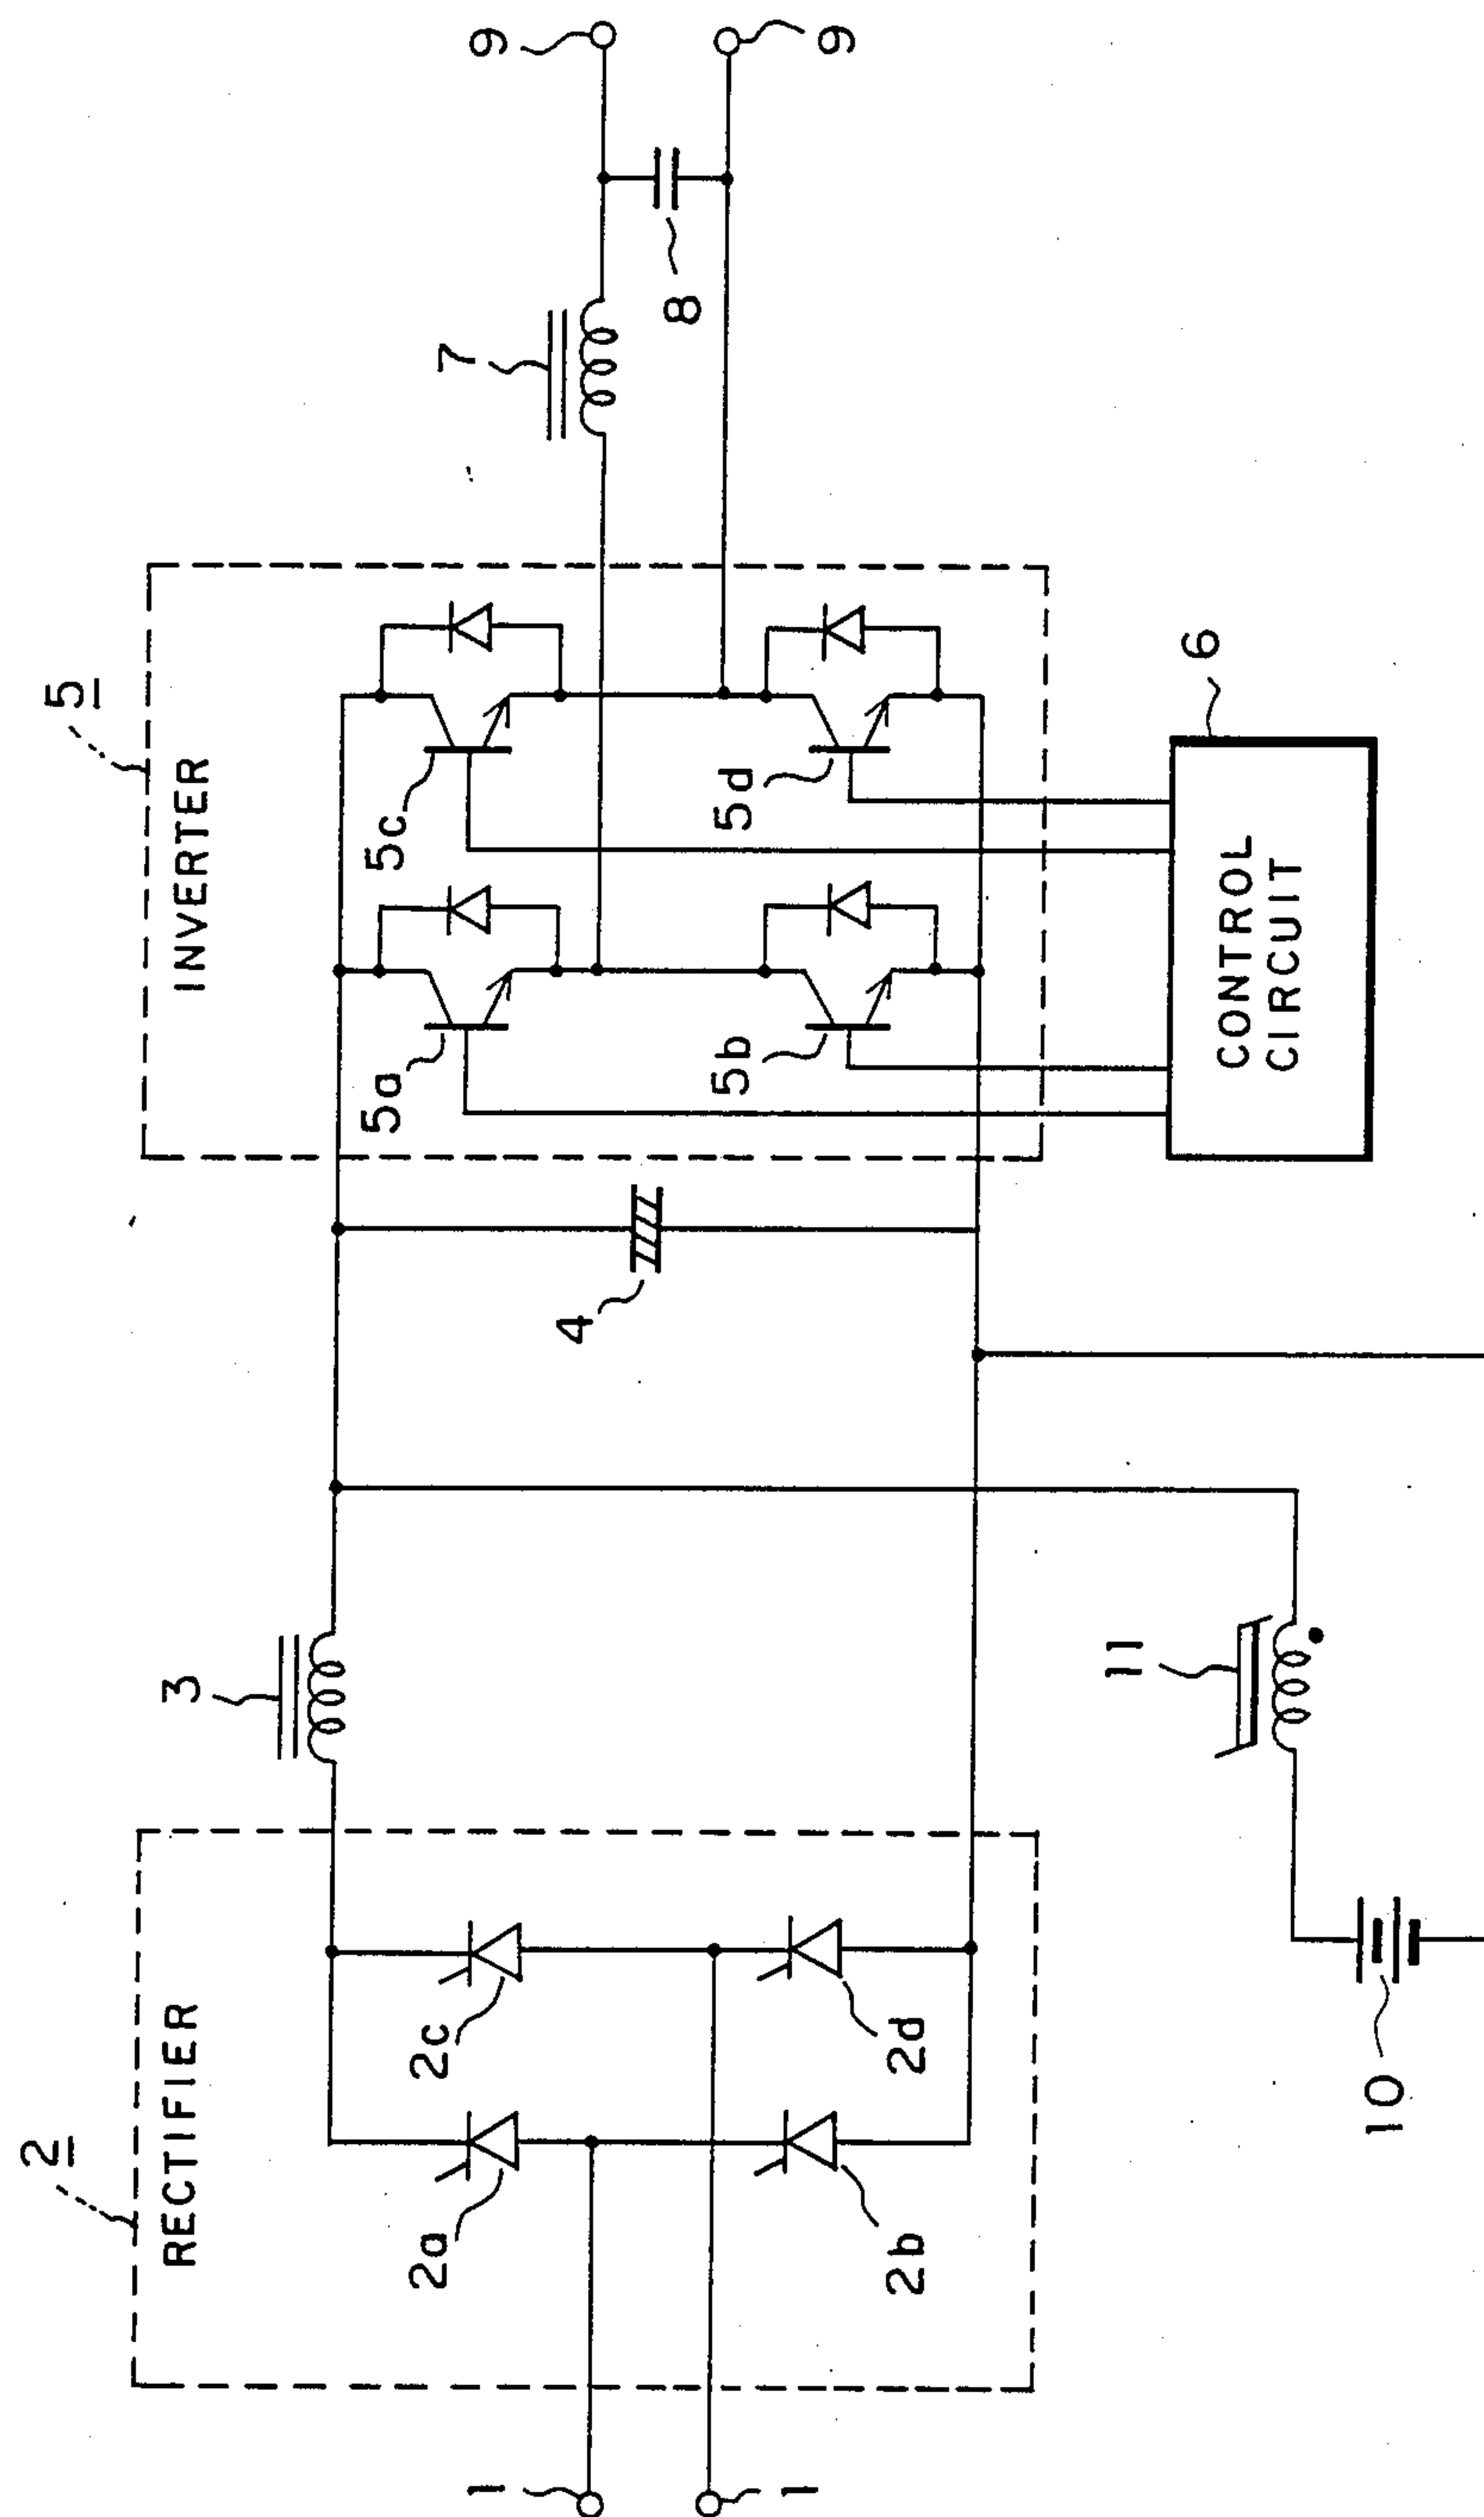 2
RECTIFIER
2a
2c
2b
2d
1
1
3
11
10
4
5
INVERTER
5a
5c
5b
5d
CONTROL
CIRCUIT
6
7
8
9
9